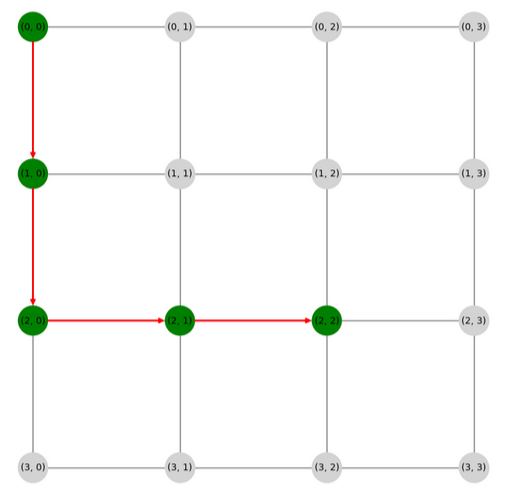 (0, 0) (0, 1) (0, 2) (0, 3)
(1, 0) (1, 1) (1, 2) (1, 3)
(2, 0) (2, 1) (2, 2) (2, 3)
(3, 0) (3, 1) (3, 2) (3, 3)